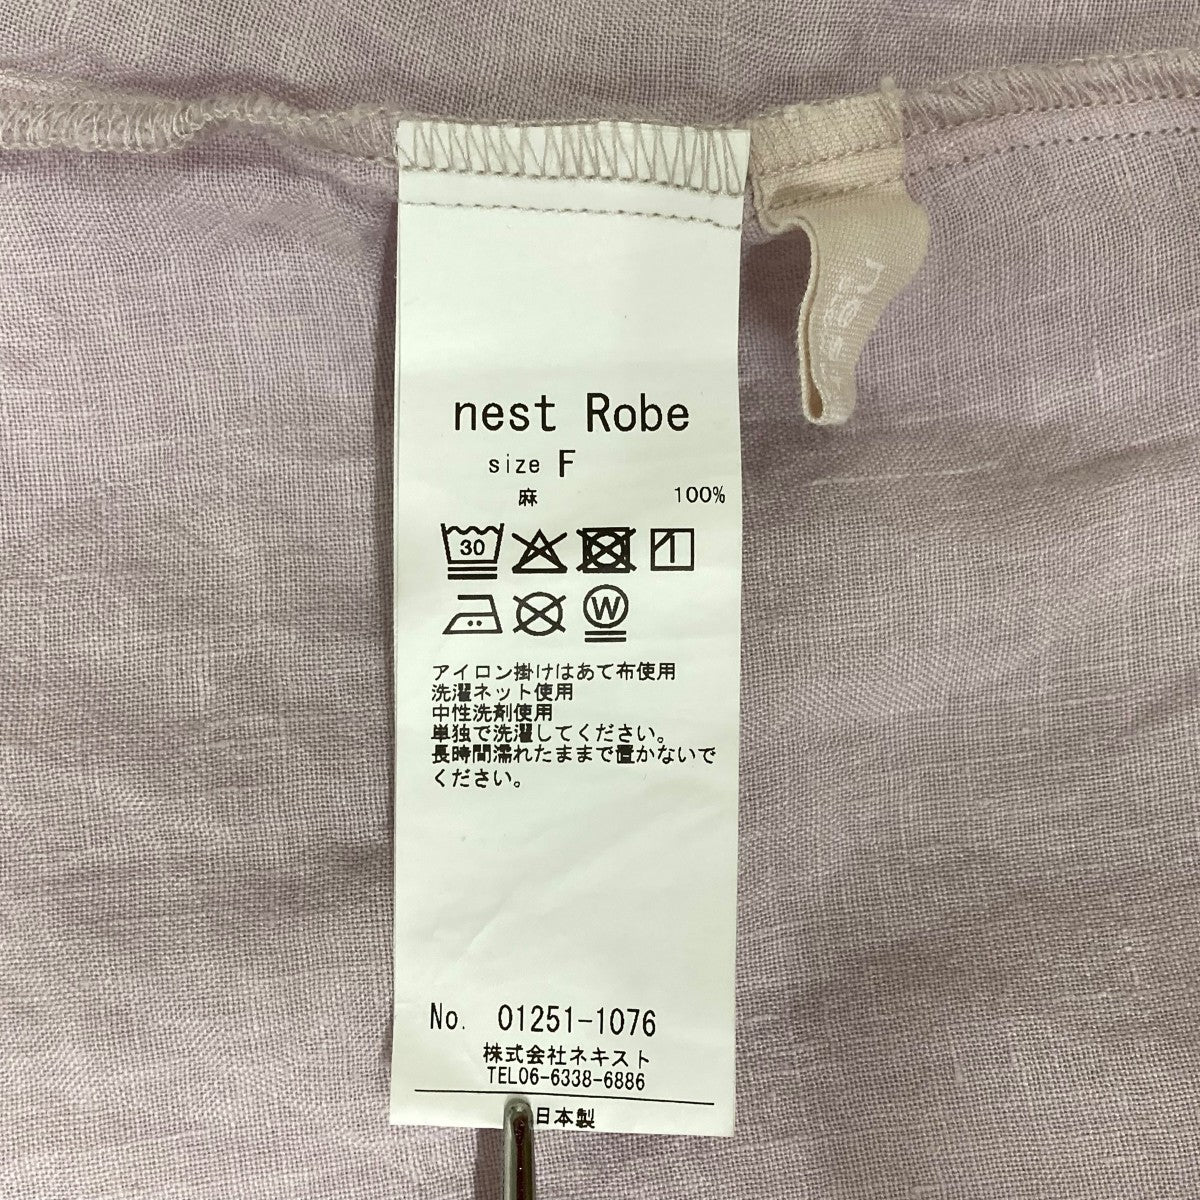 nest Robe
size F
麻 100%
30
W
アイロン掛けはあて布使用
洗濯ネット使用
中性洗剤使用
単独で洗濯してください。
長時間濡れたままで置かないで
ください。
No. 01251-1076
株式会社ネキスト
TEL06-6338-6886
日本製